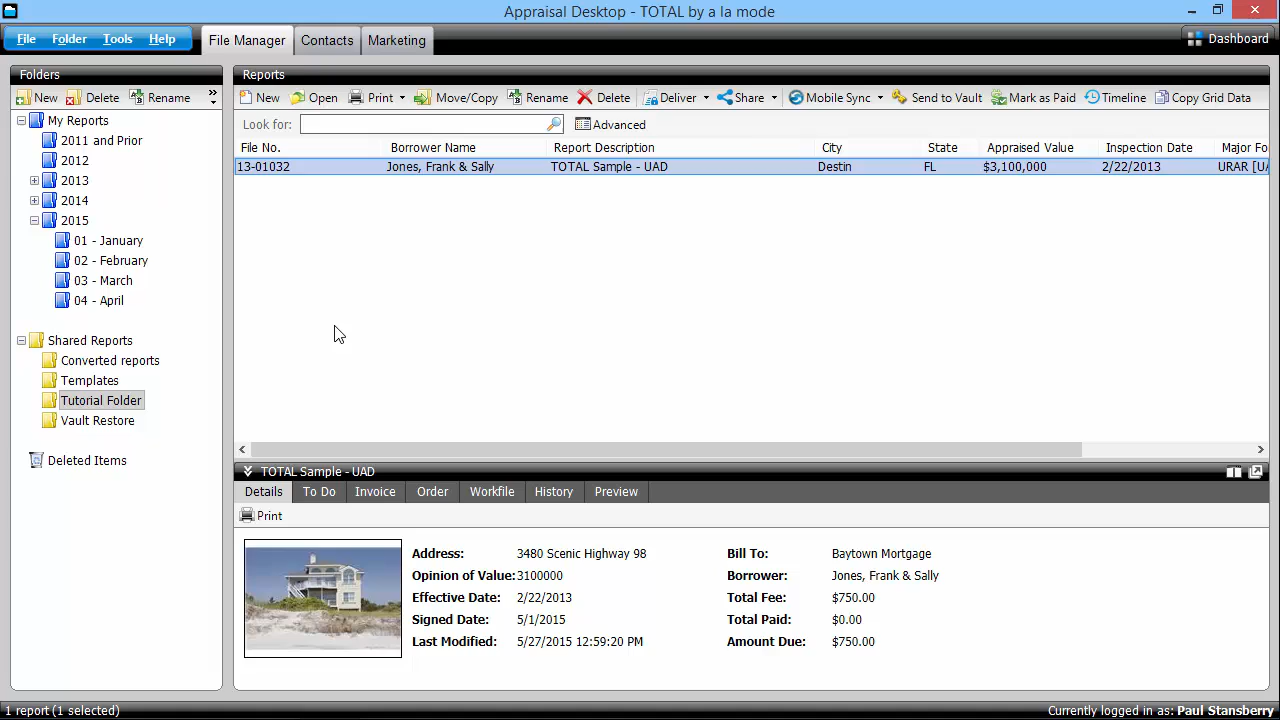 Appraisal Desktop - TOTAL by a la mode
File Folder Tools Help File Manager Contacts Marketing Dashboard
Folders
New Delete Rename
My Reports
2011 and Prior
2012
2013
2014
2015
01 - January
02 - February
03 - March
04 - April
Shared Reports
Converted reports
Templates
Tutorial Folder
Vault Restore
Deleted Items
Reports
New Open Print Move/Copy Rename Delete Deliver Share Mobile Sync Send to Vault Mark as Paid Timeline Copy Grid Data
Look for: Advanced
File No. Borrower Name Report Description City State Appraised Value Inspection Date Major Fo
13-01032 Jones, Frank & Sally TOTAL Sample - UAD Destin FL $3,100,000 2/22/2013 URAR [UA
TOTAL Sample - UAD
Details To Do Invoice Order Workfile History Preview
Print
Address: 3480 Scenic Highway 98 Bill To: Baytown Mortgage
Opinion of Value: 3100000 Borrower: Jones, Frank & Sally
Effective Date: 2/22/2013 Total Fee: $750.00
Signed Date: 5/1/2015 Total Paid: $0.00
Last Modified: 5/27/2015 12:59:20 PM Amount Due: $750.00
1 report (1 selected) Currently logged in as: Paul Stansberry